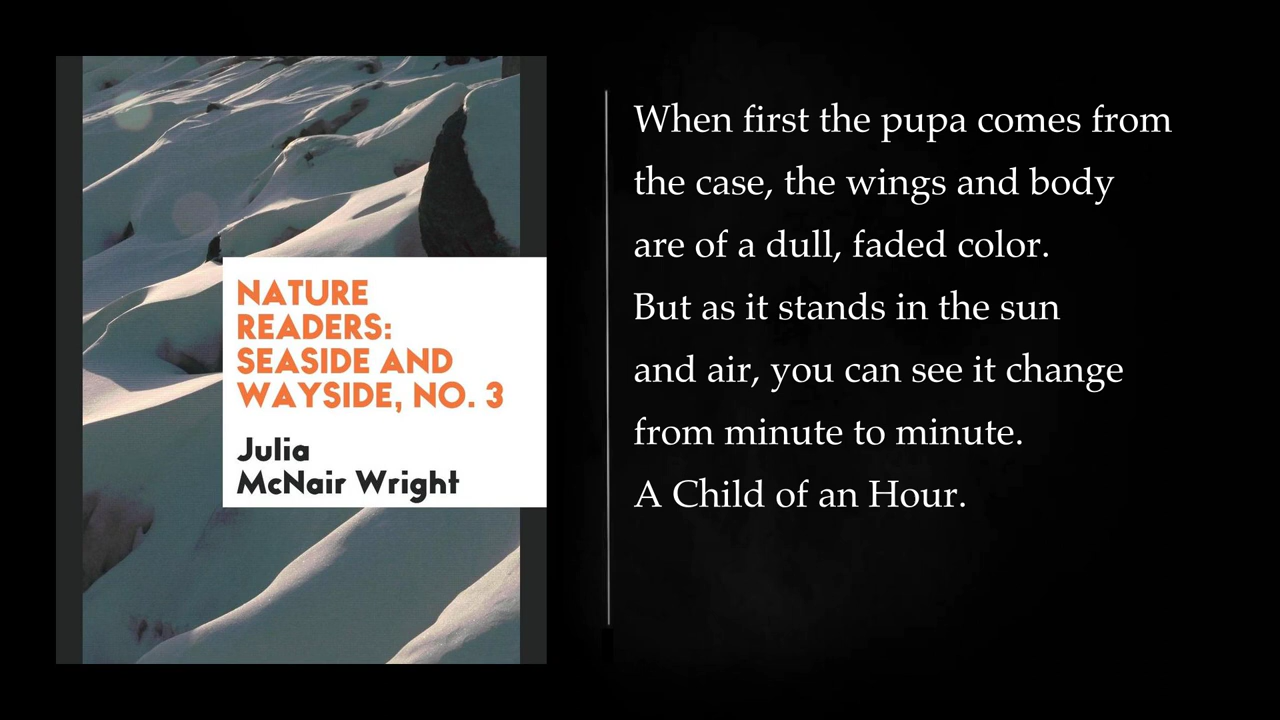 NATURE
READERS:
SEASIDE AND
WAYSIDE, NO. 3
Julia
McNair Wright
When first the pupa comes from
the case, the wings and body
are of a dull, faded color.
But as it stands in the sun
and air, you can see it change
from minute to minute.
A Child of an Hour.